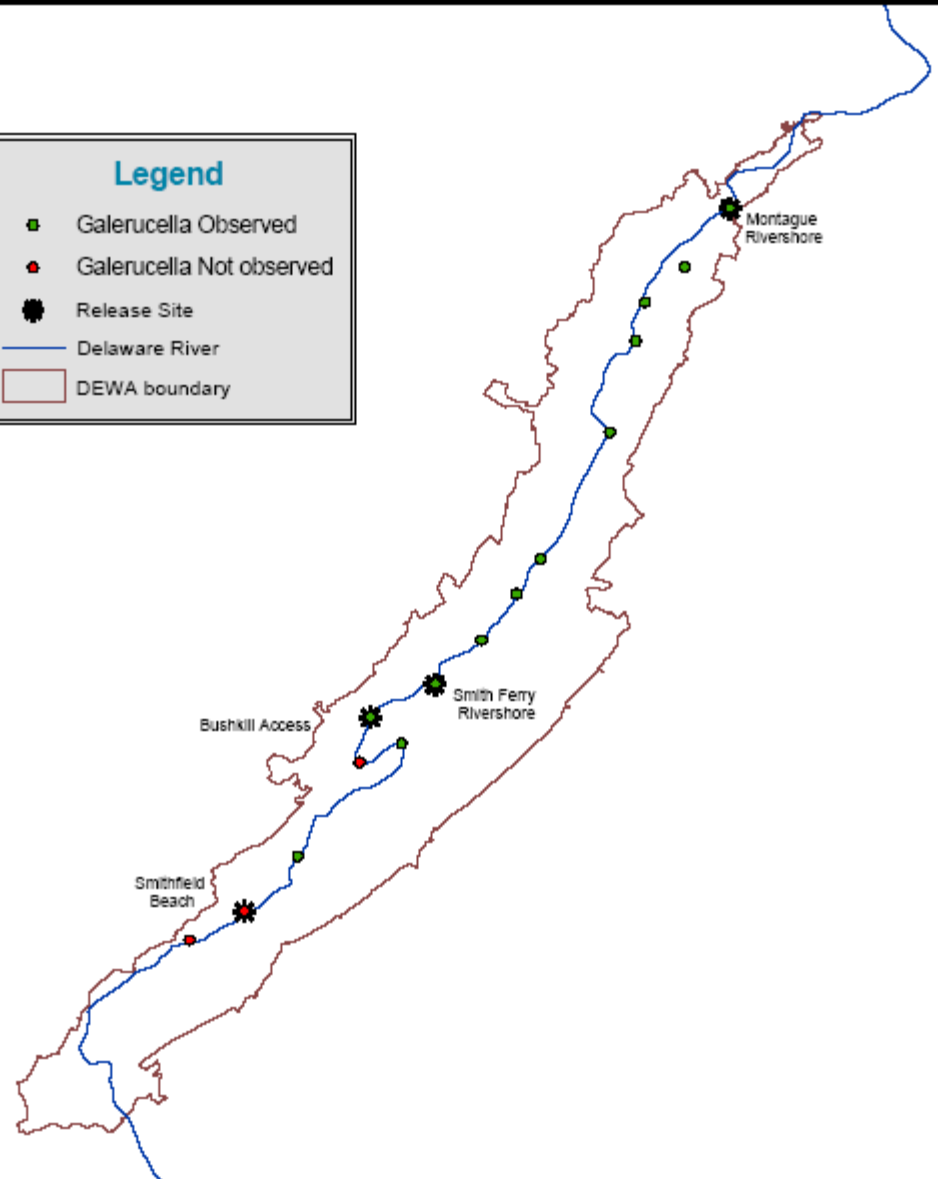 Legend
Galerucella Observed
Galerucella Not observed
Release Site
Delaware River
DEWA boundary
Montague
Rivershore
Smith Ferry
Rivershore
Bushkill Access
Smithfield
Beach